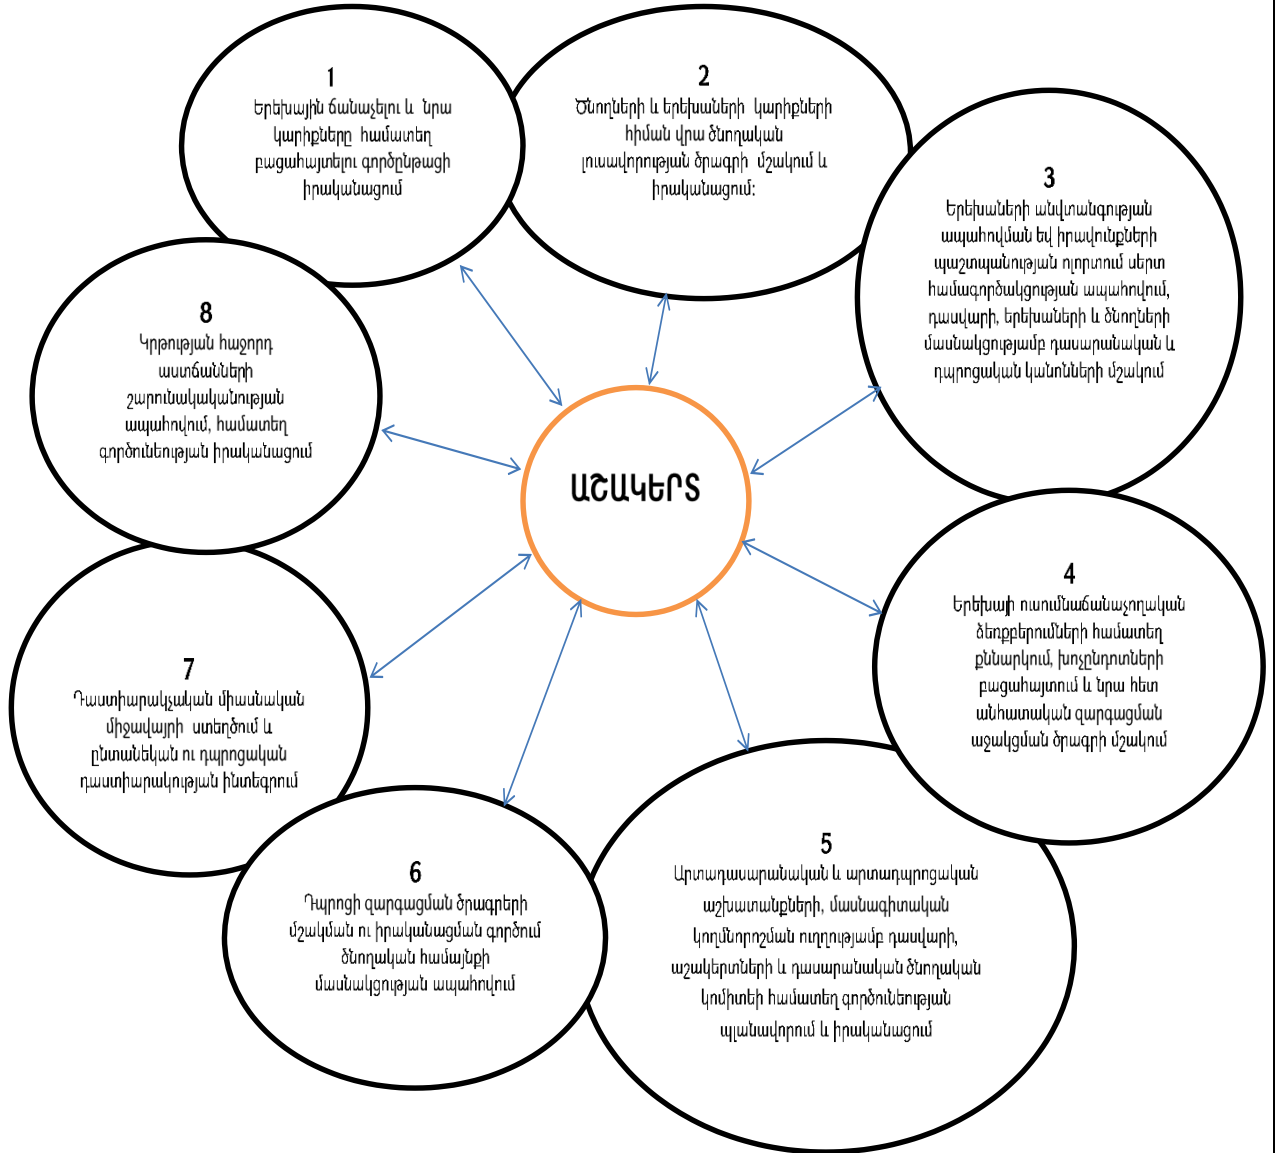 1
Երեխային ճանաչելու և նրա
կարիքները համատեղ
բացահայտելու գործընթացի
իրականացում
2
Ծնողների և երեխաների կարիքների
հիման վրա ծնողական
լուսավորության ծրագրի մշակում և
իրականացում:
3
Երեխաների անվտանգության
ապահովման եվ իրավունքների
պաշտպանության ոլորտում սերտ
համագործակցության ապահովում,
դասվարի, երեխաների և ծնողների
մասնակցությամբ դասարանական և
դպրոցական կանոնների մշակում
4
Երեխայի ուսումնաճանաչողական
ձեռքբերումների համատեղ
քննարկում, խոչընդոտների
բացահայտում և նրա հետ
անհատական զարգացման
աջակցման ծրագրի մշակում
5
Արտադասարանական և արտադպրոցական
աշխատանքների, մասնագիտական
կողմնորոշման ուղղությամբ դասվարի,
աշակերտների և դասարանական ծնողական
կոմիտեի համատեղ գործունեության
պլանավորում և իրականացում
6
Դպրոցի զարգացման ծրագրերի
մշակման ու իրականացման գործում
ծնողական համայնքի
մասնակցության ապահովում
7
Դաստիարակչական միասնական
միջավայրի ստեղծում և
ընտանեկան ու դպրոցական
դաստիարակության ինտեգրում
8
Կրթության հաջորդ
աստճանների
շարունակականության
ապահովում, համատեղ
գործունեության իրականացում
ԱՇԱԿԵՐՏ